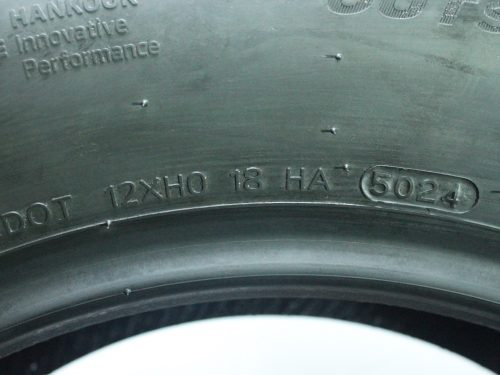 HANKOOK
Innovative
Performance
DOT 12XH0 18 HA 5024